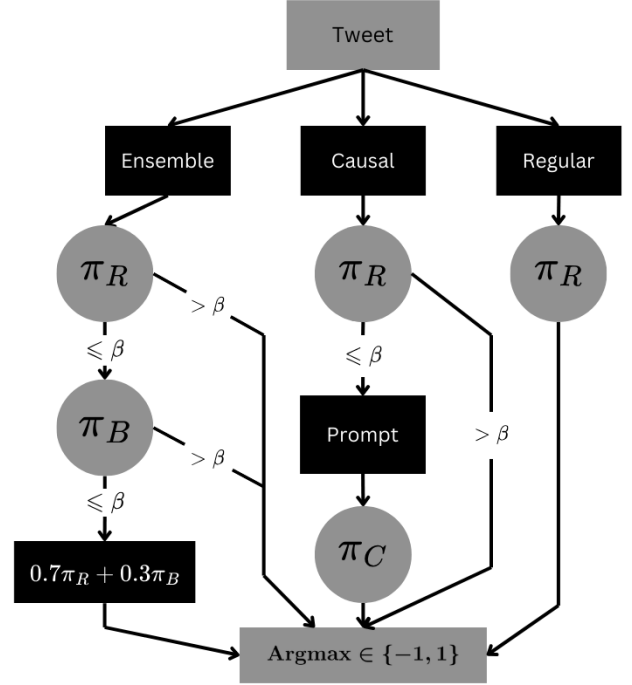 Tweet
Ensemble
Causal
Regular
π_R
π_R
π_R
> β
⩽ β
⩽ β
π_B
Prompt
> β
> β
⩽ β
π_C
0.7π_R + 0.3π_B
Argmax ∈ {−1, 1}